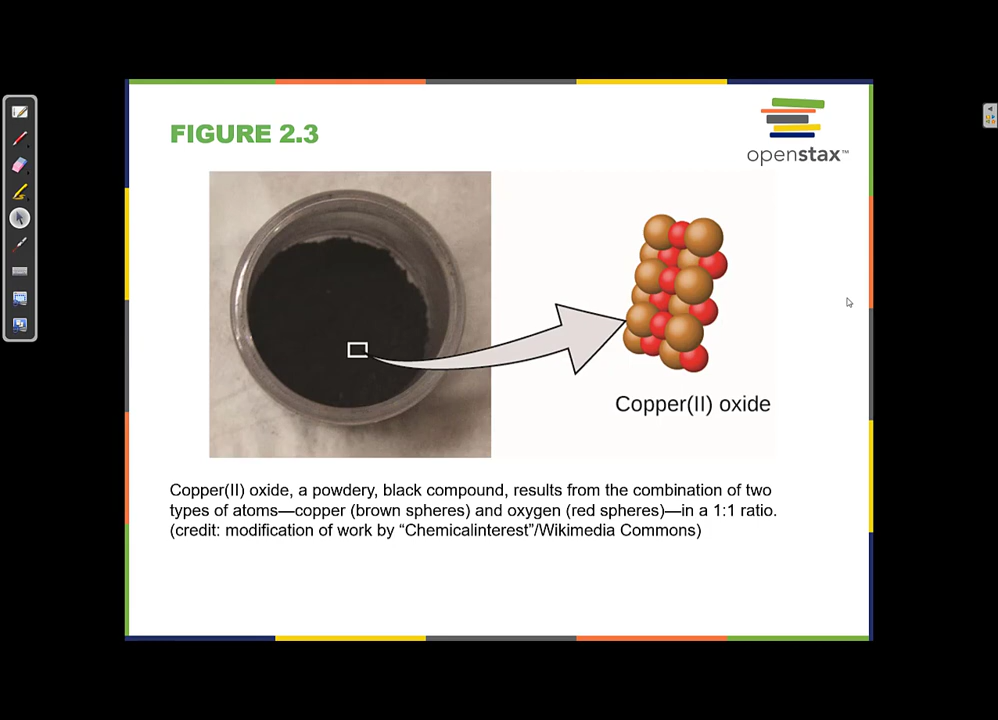 FIGURE 2.3
openstax™
Copper(II) oxide
Copper(II) oxide, a powdery, black compound, results from the combination of two
types of atoms—copper (brown spheres) and oxygen (red spheres)—in a 1:1 ratio.
(credit: modification of work by “Chemicalinterest”/Wikimedia Commons)